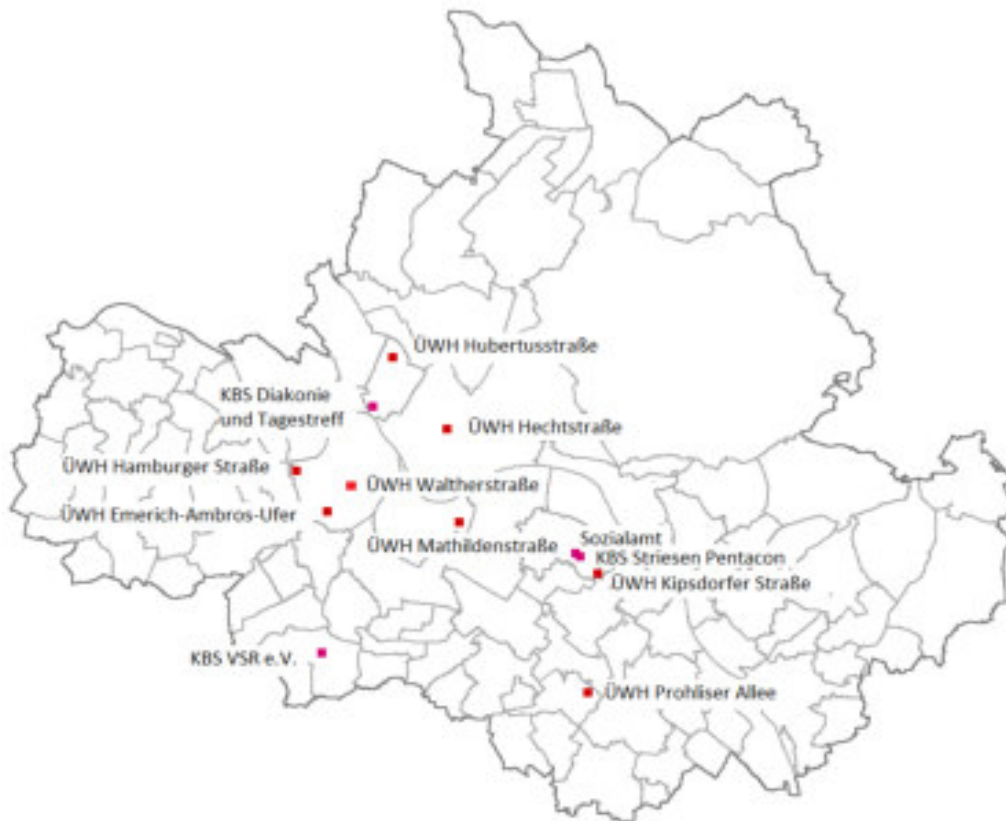 ÜWH Hubertusstraße
KBS Diakonie
und Tagestreff
ÜWH Hechtstraße
ÜWH Hamburger Straße
ÜWH Waltherstraße
ÜWH Emerich-Ambros-Ufer
ÜWH Mathildenstraße
Sozialamt
KBS Striesen Pentacon
ÜWH Kipsdorfer Straße
KBS VSR e.V.
ÜWH Prohliser Allee